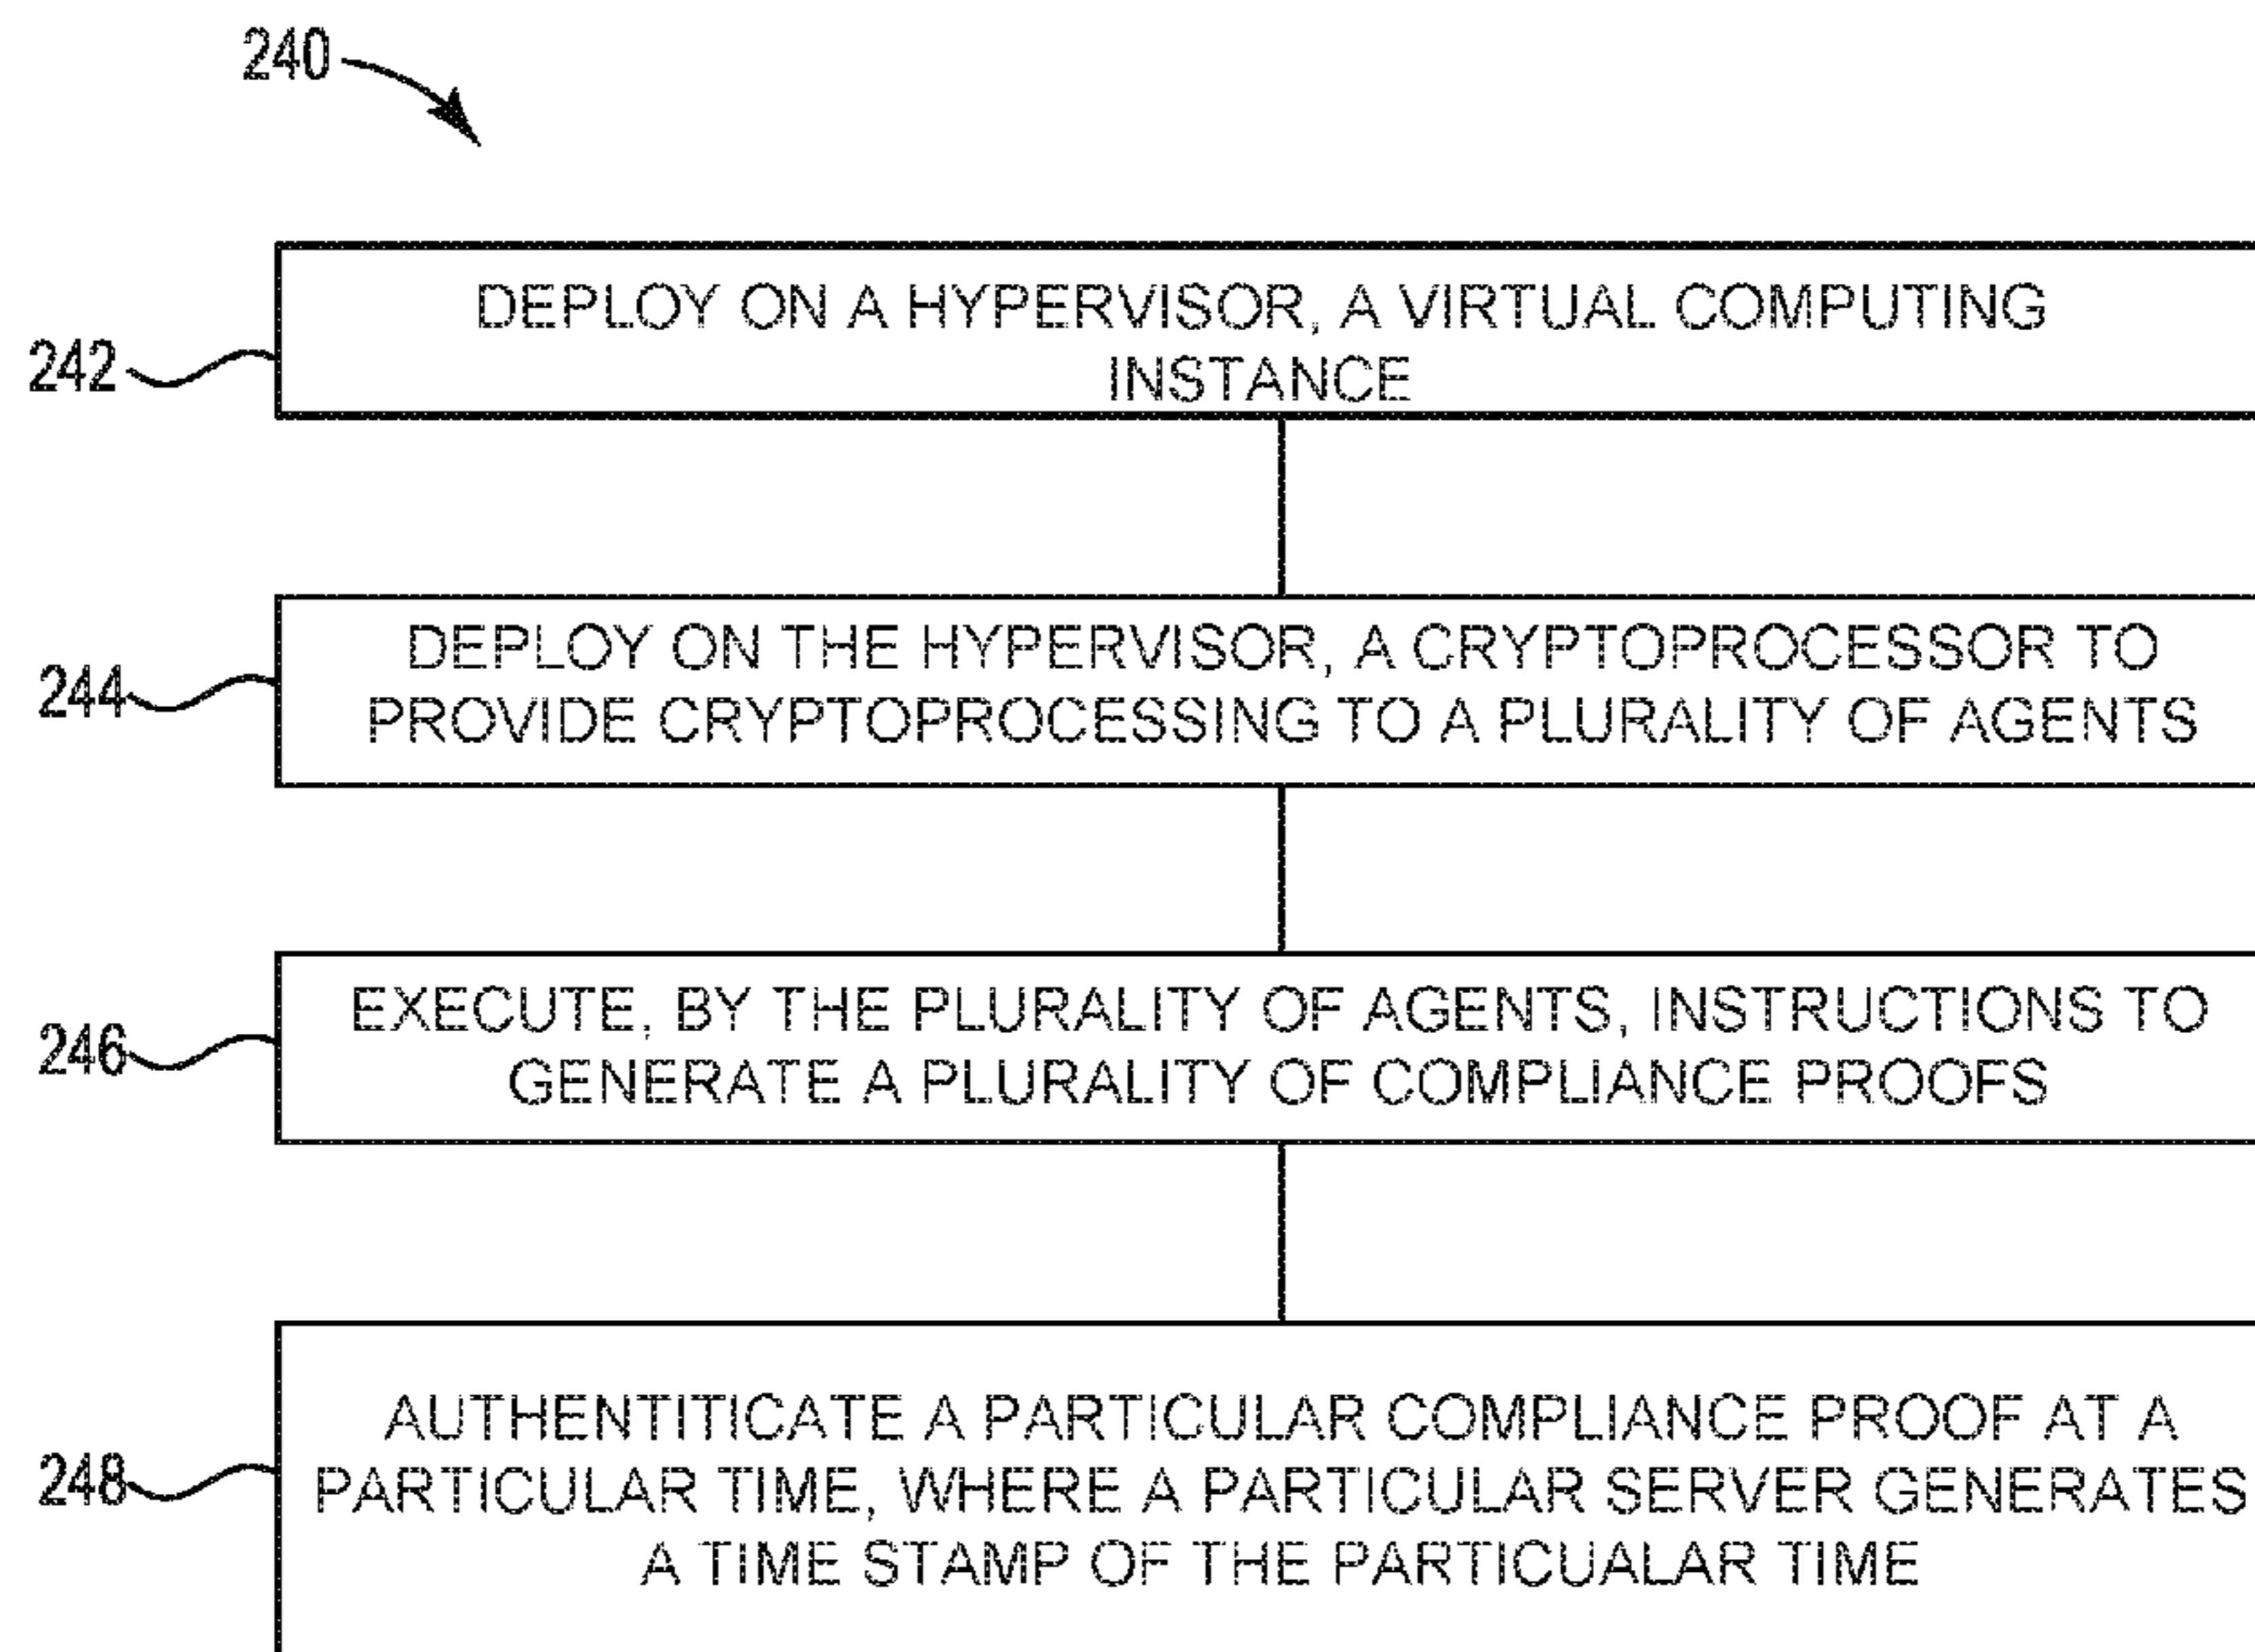 240
242
DEPLOY ON A HYPERVISOR, A VIRTUAL COMPUTING
INSTANCE
244
DEPLOY ON THE HYPERVISOR, A CRYPTOPROCESSOR TO
PROVIDE CRYPTOPROCESSING TO A PLURALITY OF AGENTS
246
EXECUTE, BY THE PLURALITY OF AGENTS, INSTRUCTIONS TO
GENERATE A PLURALITY OF COMPLIANCE PROOFS
248
AUTHENTITICATE A PARTICULAR COMPLIANCE PROOF AT A
PARTICULAR TIME, WHERE A PARTICULAR SERVER GENERATES
A TIME STAMP OF THE PARTICUALAR TIME